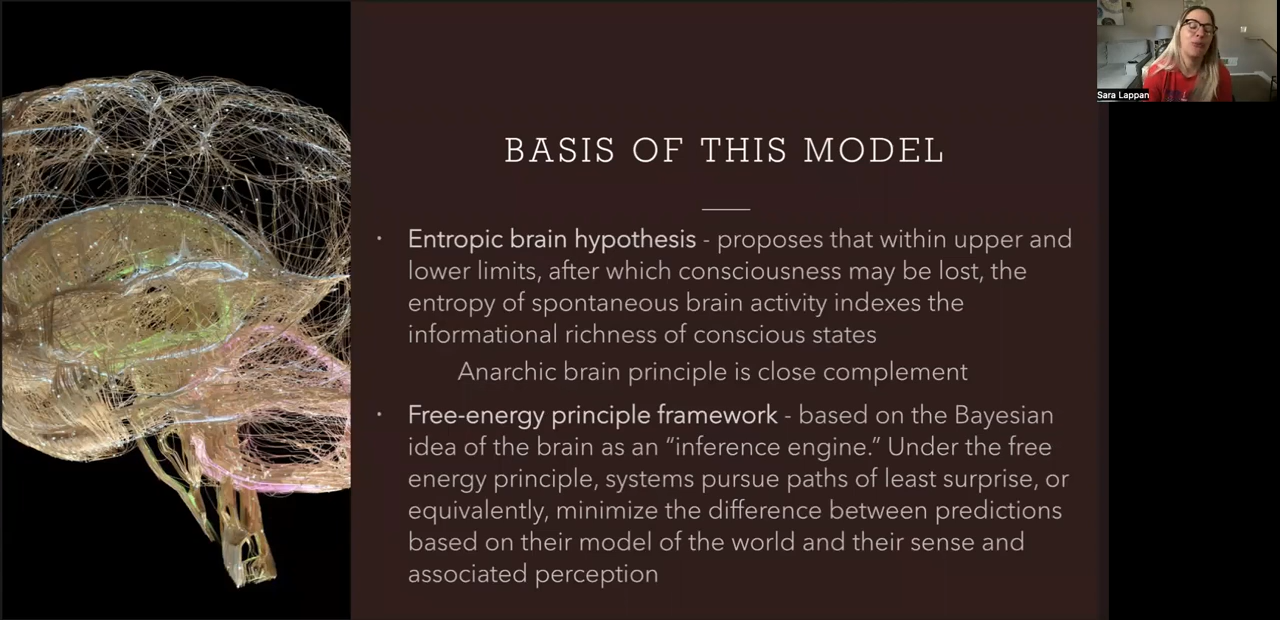 Sara Lappan
BASIS OF THIS MODEL
· Entropic brain hypothesis - proposes that within upper and
lower limits, after which consciousness may be lost, the
entropy of spontaneous brain activity indexes the
informational richness of conscious states
Anarchic brain principle is close complement
· Free-energy principle framework - based on the Bayesian
idea of the brain as an “inference engine.” Under the free
energy principle, systems pursue paths of least surprise, or
equivalently, minimize the difference between predictions
based on their model of the world and their sense and
associated perception